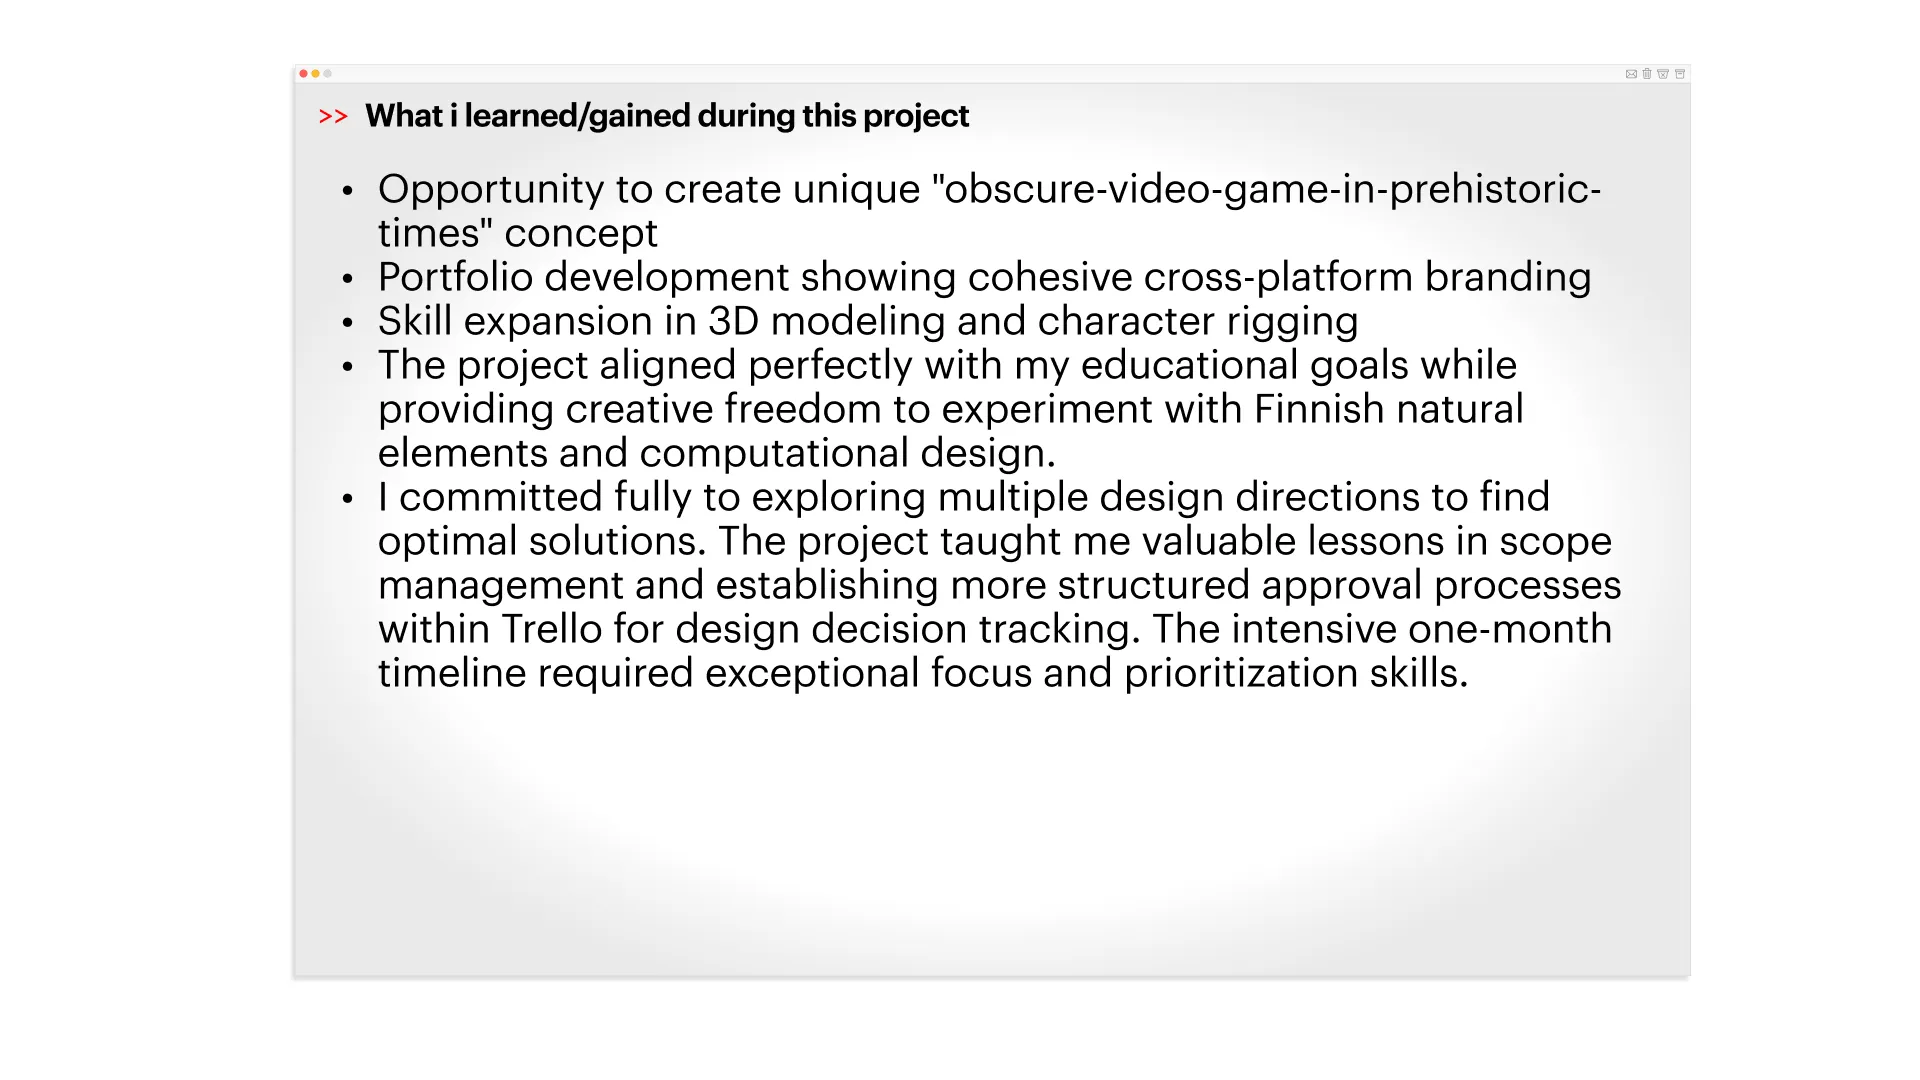 >> What i learned/gained during this project
• Opportunity to create unique "obscure-video-game-in-prehistoric-
times" concept
• Portfolio development showing cohesive cross-platform branding
• Skill expansion in 3D modeling and character rigging
• The project aligned perfectly with my educational goals while
providing creative freedom to experiment with Finnish natural
elements and computational design.
• I committed fully to exploring multiple design directions to find
optimal solutions. The project taught me valuable lessons in scope
management and establishing more structured approval processes
within Trello for design decision tracking. The intensive one-month
timeline required exceptional focus and prioritization skills.